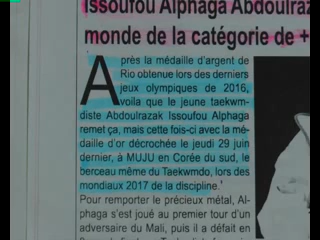 Issoufou Alphaga Abdoulrazak
monde de la catégorie de +
Après la médaille d'argent de
Rio obtenue lors des derniers
jeux olympiques de 2016,
voila que le jeune taekwm-
diste Abdoulrazak Issoufou Alphaga
remet ça, mais cette fois-ci avec la mé-
daille d'or décrochée le jeudi 29 juin
dernier, à MUJU en Corée du sud, le
berceau même du Taekwmdo, lors
des mondiaux 2017 de la discipline.
Pour remporter le précieux métal, Al-
phaga s'est joué au premier tour d'un
adversaire du Mali, puis il a défait en